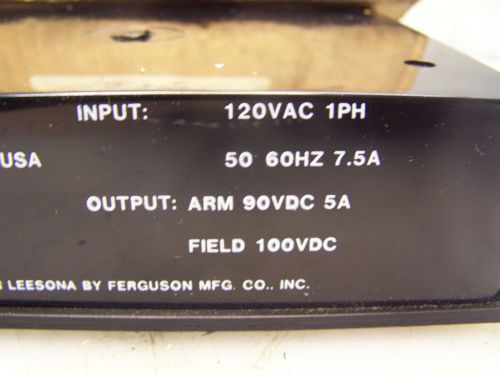 INPUT: 120VAC 1PH
USA 50 60HZ 7.5A
OUTPUT: ARM 90VDC 5A
FIELD 100VDC
LEESONA BY FERGUSON MFG. CO., INC.